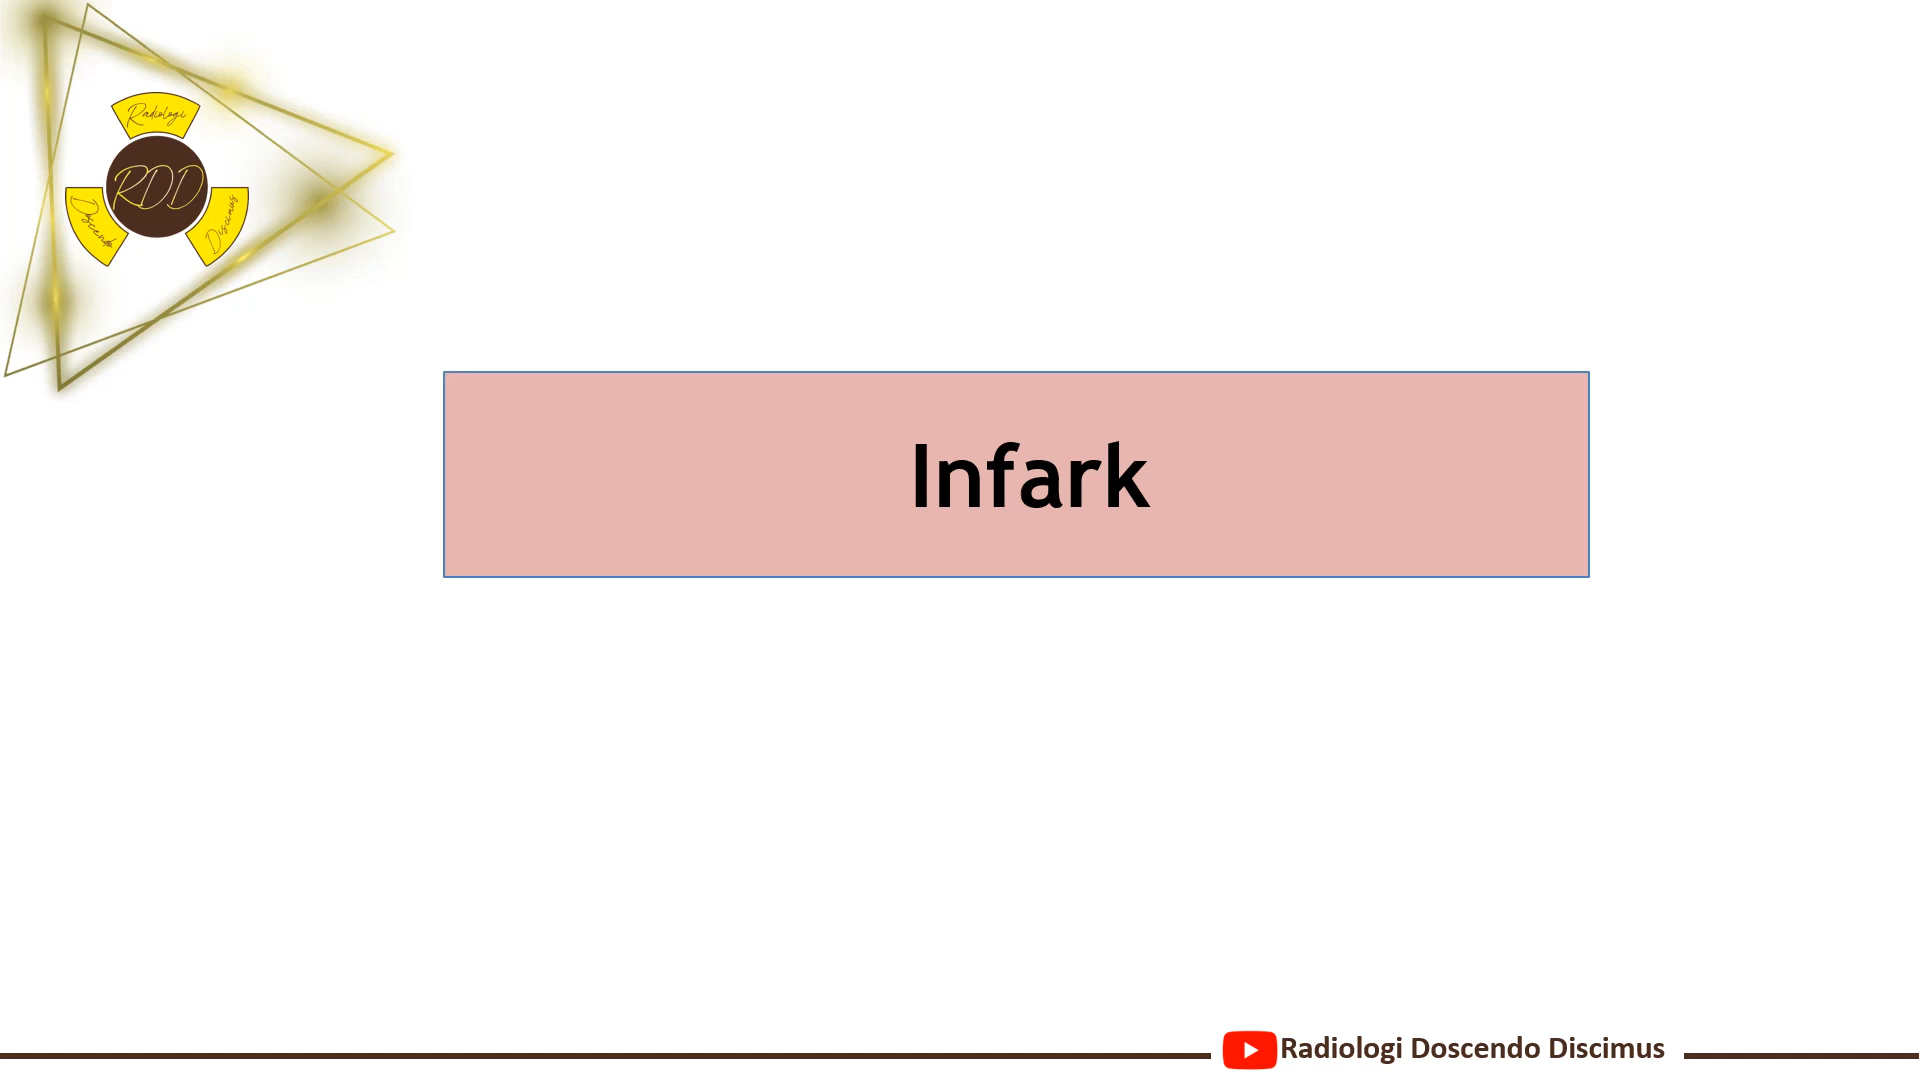 Radiologi
RDD
Doscendo
Discimus
Infark
Radiologi Doscendo Discimus